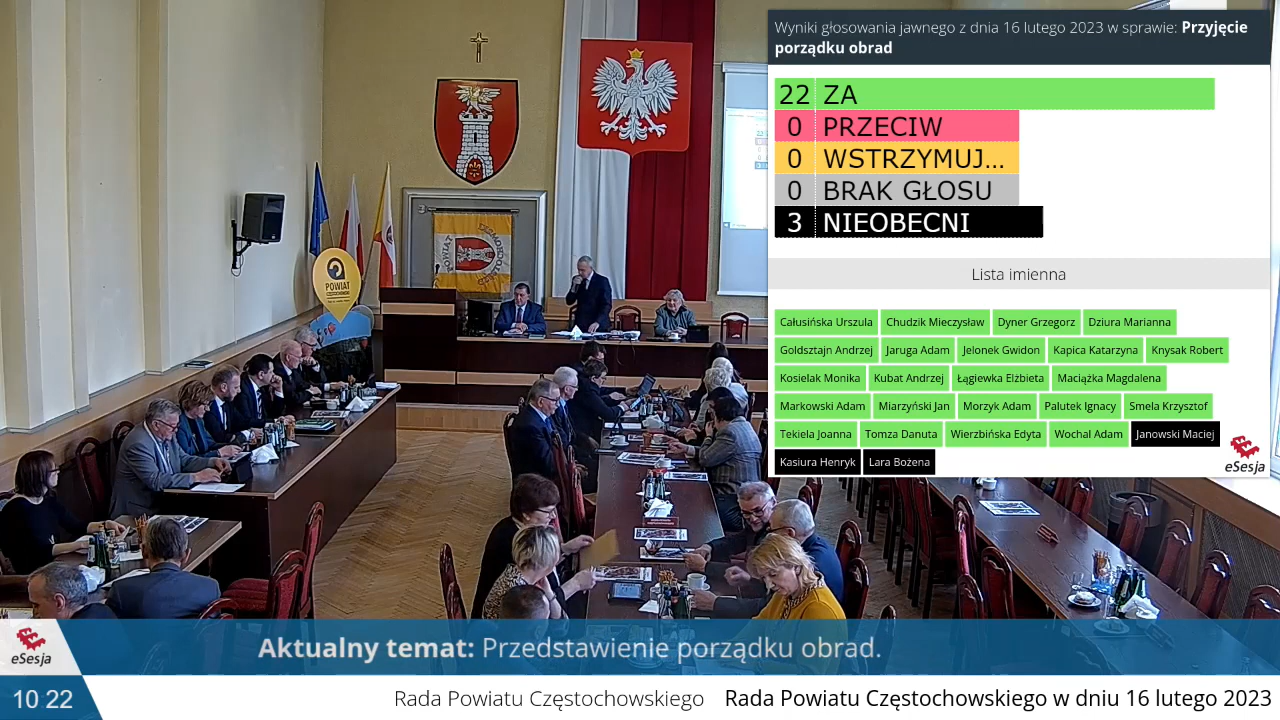 Wyniki głosowania jawnego z dnia 16 lutego 2023 w sprawie: Przyjęcie
porządku obrad
22 ZA
0 PRZECIW
0 WSTRZYMUJ...
0 BRAK GŁOSU
3 NIEOBECNI
Lista imienna
Całusińska Urszula Chudzik Mieczysław Dyner Grzegorz Dziura Marianna
Goldsztajn Andrzej Jaruga Adam Jelonek Gwidon Kapica Katarzyna Knysak Robert
Kosielak Monika Kubat Andrzej Łągiewka Elżbieta Maciążka Magdalena
Markowski Adam Miarzyński Jan Morzyk Adam Palutek Ignacy Smela Krzysztof
Tekiela Joanna Tomza Danuta Wierzbińska Edyta Wochal Adam Janowski Maciej
Kasiura Henryk Lara Bożena
eSesja
POWIAT
CZĘSTOCHOWSKI
Aktualny temat: Przedstawienie porządku obrad.
eSesja
10 22
Rada Powiatu Częstochowskiego Rada Powiatu Częstochowskiego w dniu 16 lutego 2023